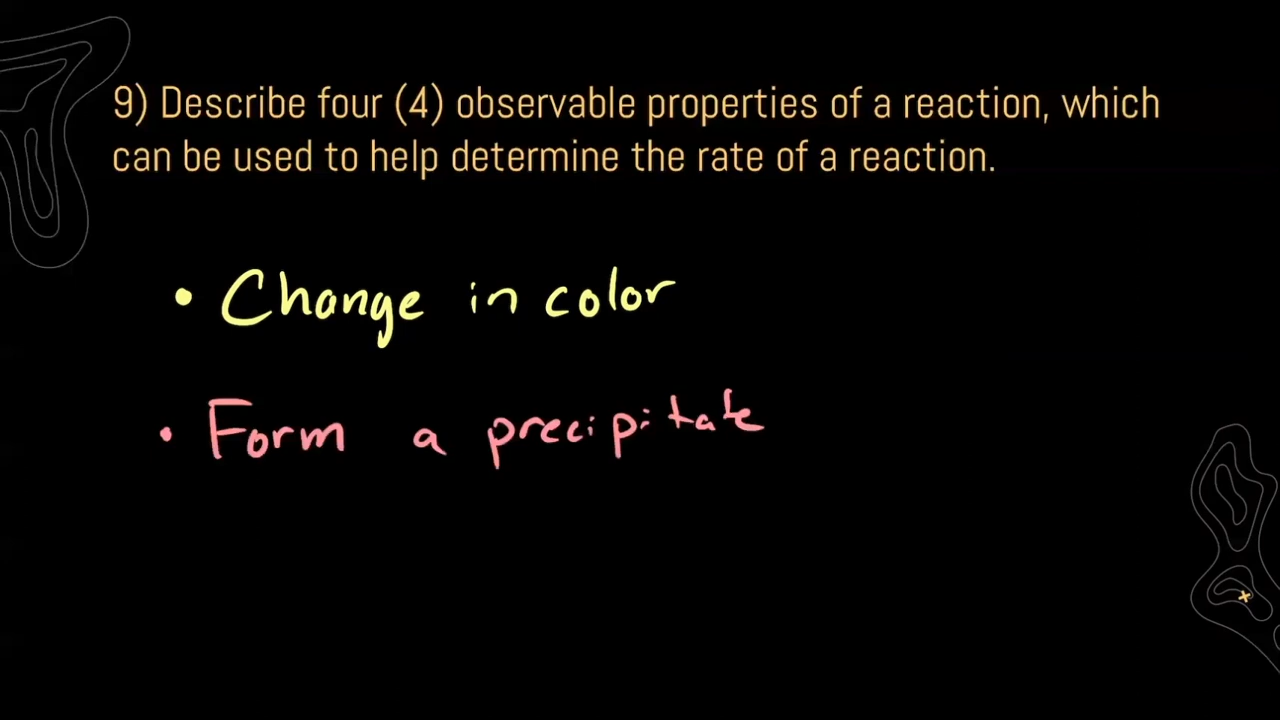 9) Describe four (4) observable properties of a reaction, which
can be used to help determine the rate of a reaction.
• Change in color
• Form a precipitate